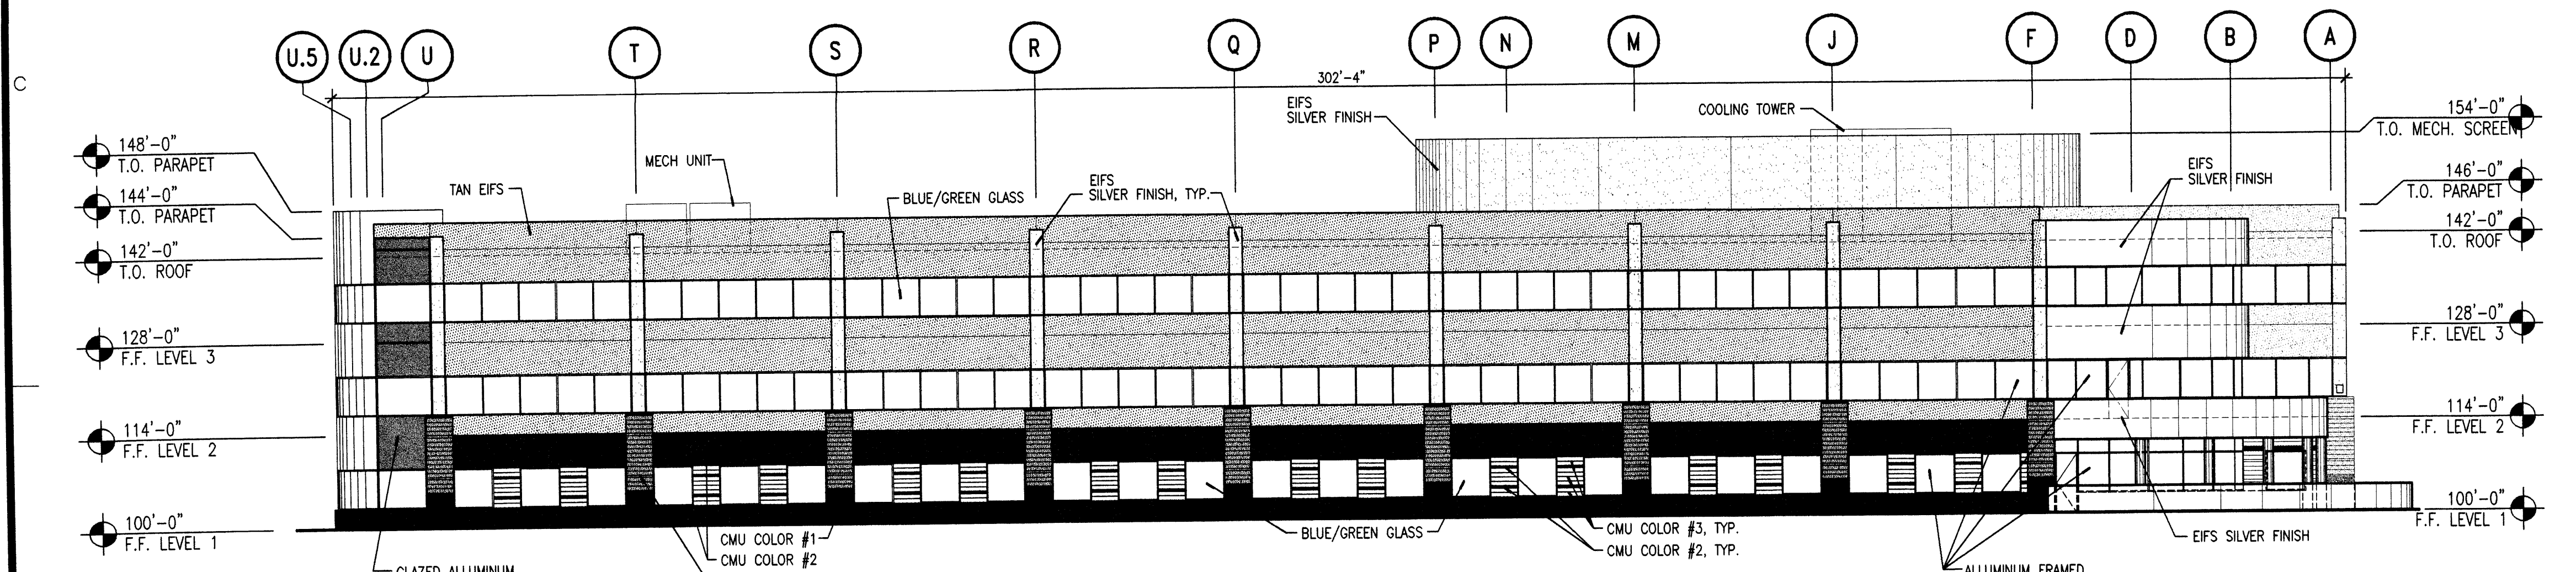 U.5 U.2 U T S R Q P N M J F D B A
302'-4"
C
EIFS
SILVER FINISH
COOLING TOWER
154'-0"
T.O. MECH. SCREEN
148'-0"
T.O. PARAPET
MECH UNIT
EIFS
SILVER FINISH
146'-0"
T.O. PARAPET
144'-0"
T.O. PARAPET
TAN EIFS
BLUE/GREEN GLASS
EIFS
SILVER FINISH, TYP.
142'-0"
T.O. ROOF
142'-0"
T.O. ROOF
128'-0"
F.F. LEVEL 3
128'-0"
F.F. LEVEL 3
114'-0"
F.F. LEVEL 2
114'-0"
F.F. LEVEL 2
100'-0"
F.F. LEVEL 1
100'-0"
F.F. LEVEL 1
CMU COLOR #1
CMU COLOR #2
BLUE/GREEN GLASS
CMU COLOR #3, TYP.
CMU COLOR #2, TYP.
EIFS SILVER FINISH
GLAZED ALLUMINUM
ALLUMINUM FRAMED